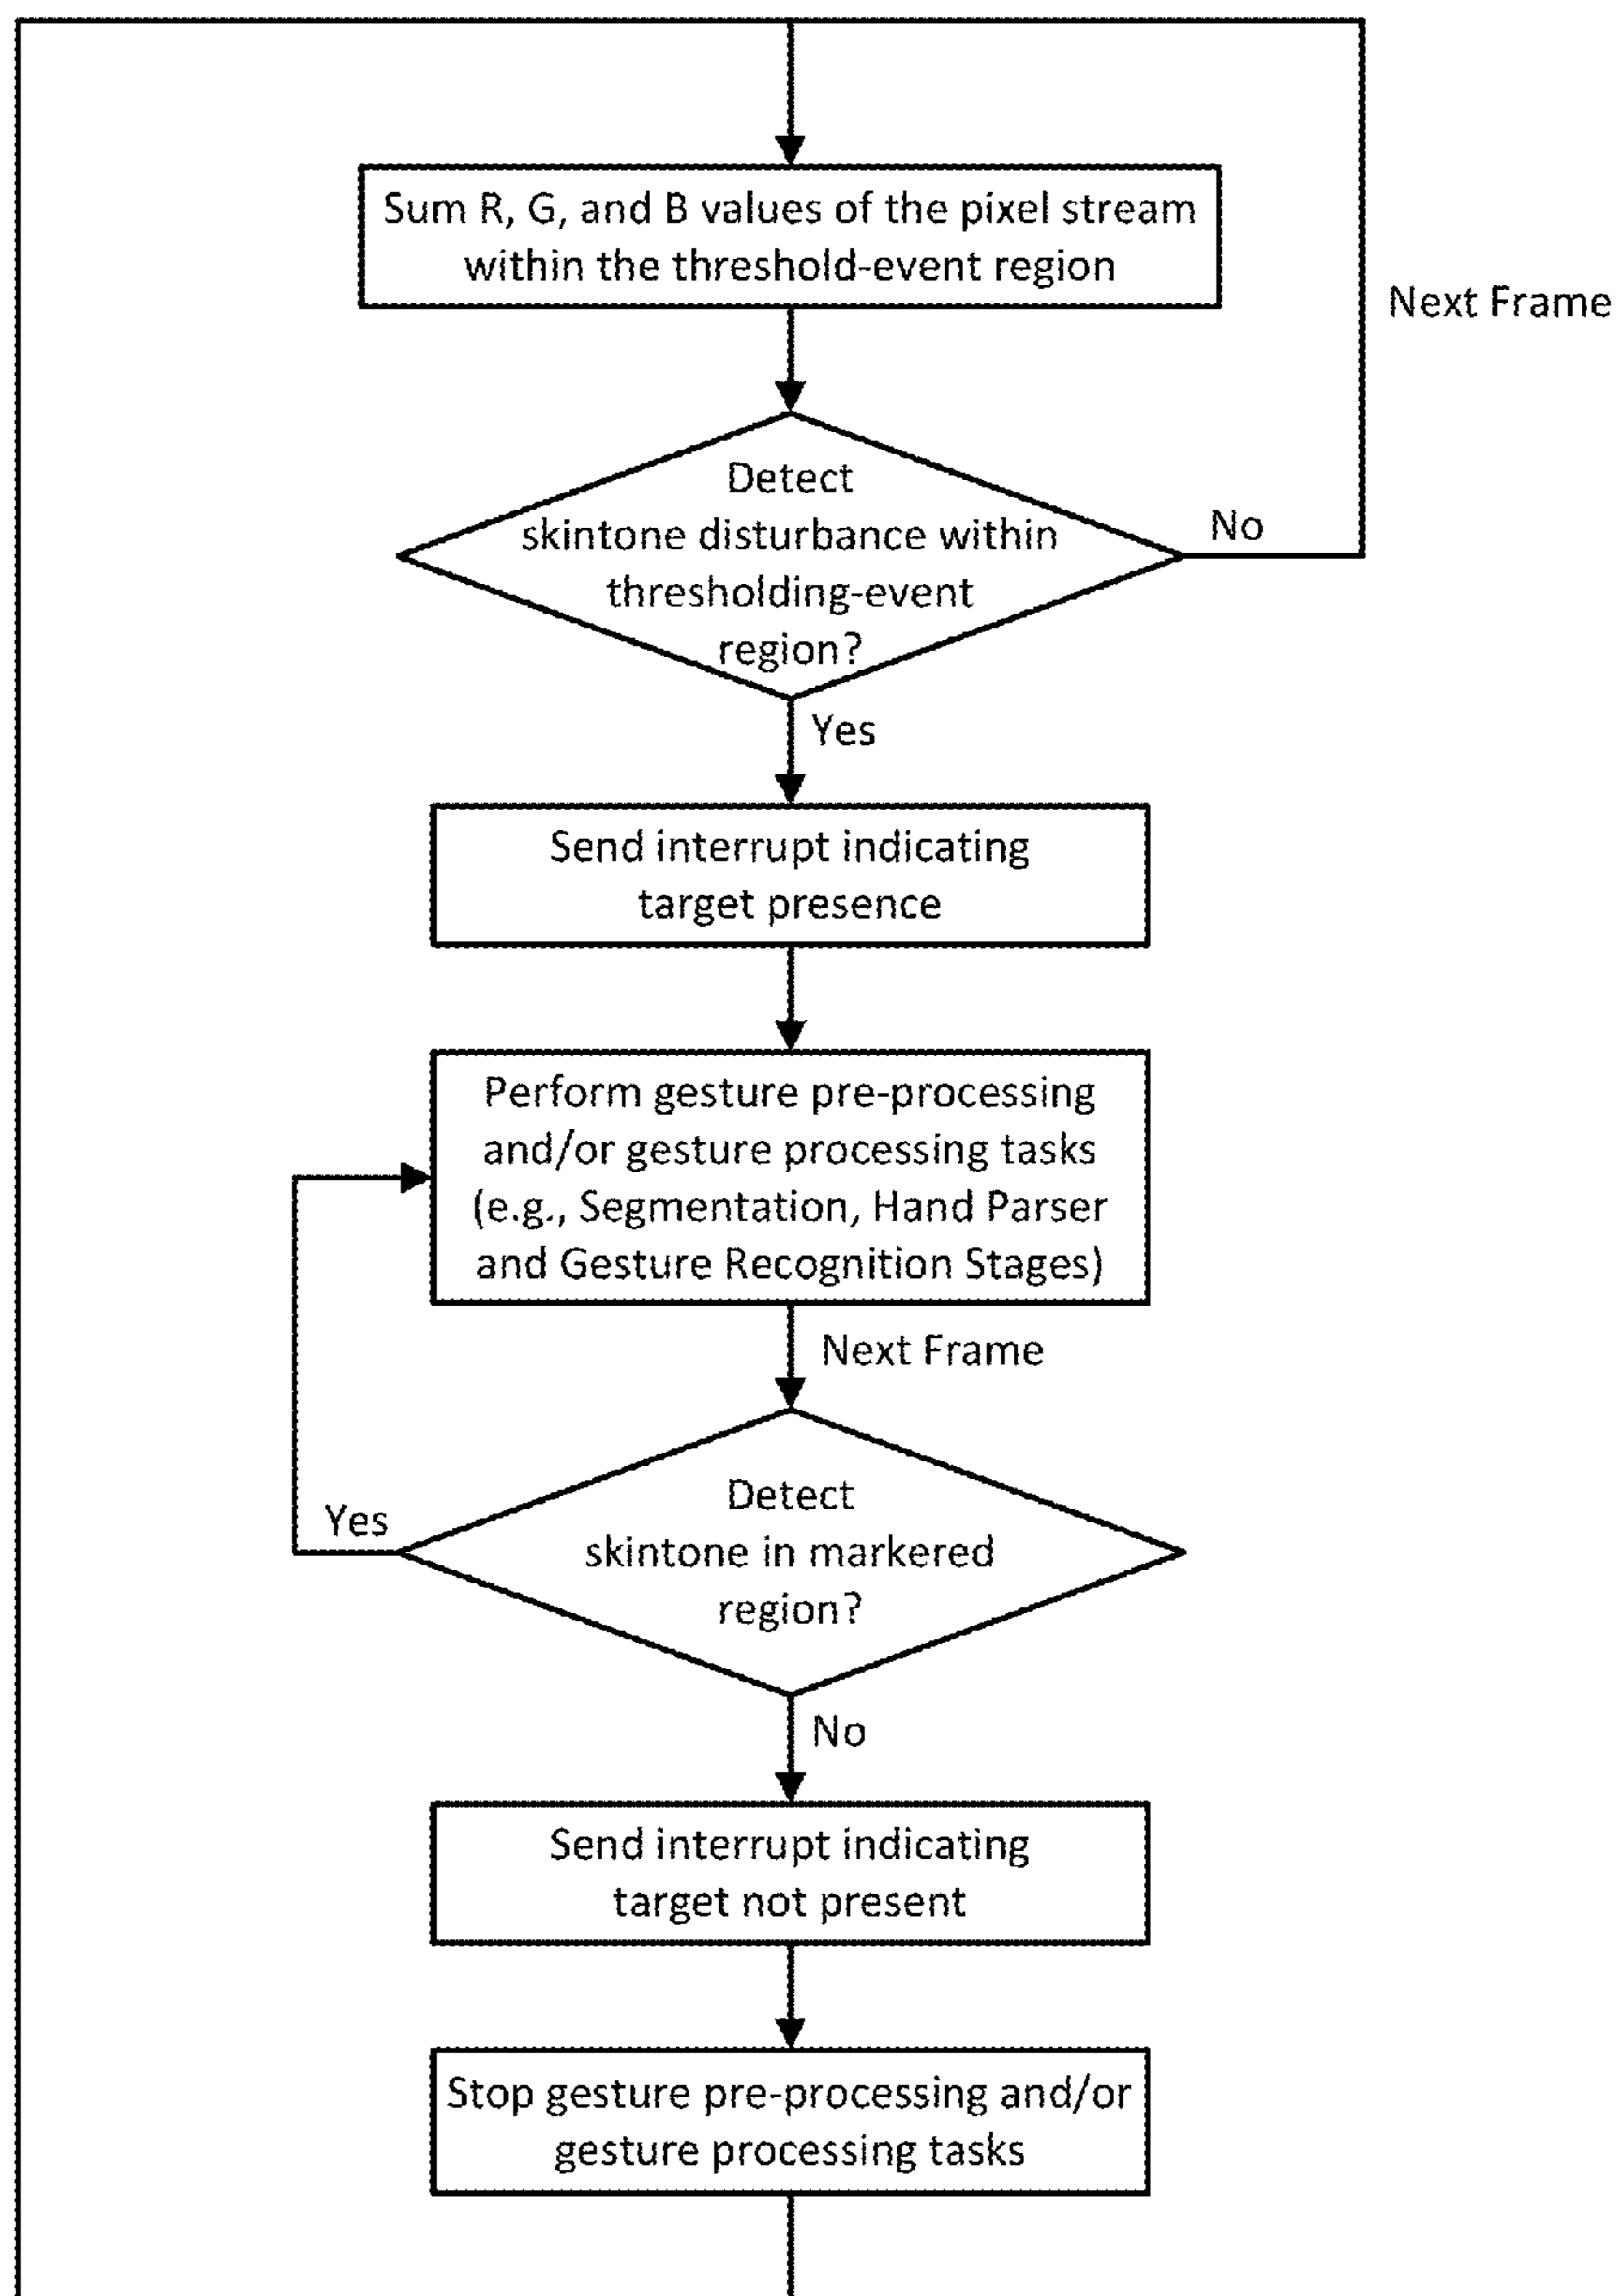 Sum R, G, and B values of the pixel stream
within the threshold-event region
Next Frame
Detect
skintone disturbance within
thresholding-event
region?
No
Yes
Send interrupt indicating
target presence
Perform gesture pre-processing
and/or gesture processing tasks
(e.g., Segmentation, Hand Parser
and Gesture Recognition Stages)
Next Frame
Detect
skintone in markered
region?
Yes
No
Send interrupt indicating
target not present
Stop gesture pre-processing and/or
gesture processing tasks